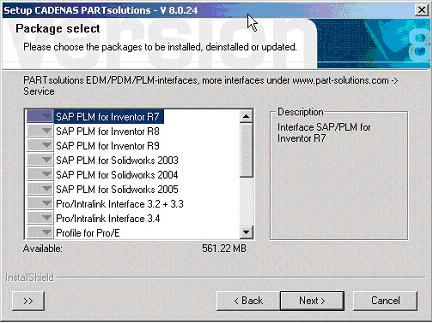 Setup CADENAS PARTsolutions - V 8.0.24
Package select
Please choose the packages to be installed, deinstalled or updated.
version 8
PARTsolutions EDM/PDM/PLM-interfaces, more interfaces under www.part-solutions.com ->
Service
SAP PLM for Inventor R7
SAP PLM for Inventor R8
SAP PLM for Inventor R9
SAP PLM for Solidworks 2003
SAP PLM for Solidworks 2004
SAP PLM for Solidworks 2005
Pro/Intralink Interface 3.2 + 3.3
Pro/Intralink Interface 3.4
Profile for Pro/E
Description
Interface SAP/PLM for
Inventor R7
Available: 561.22 MB
InstallShield
>> < Back Next > Cancel